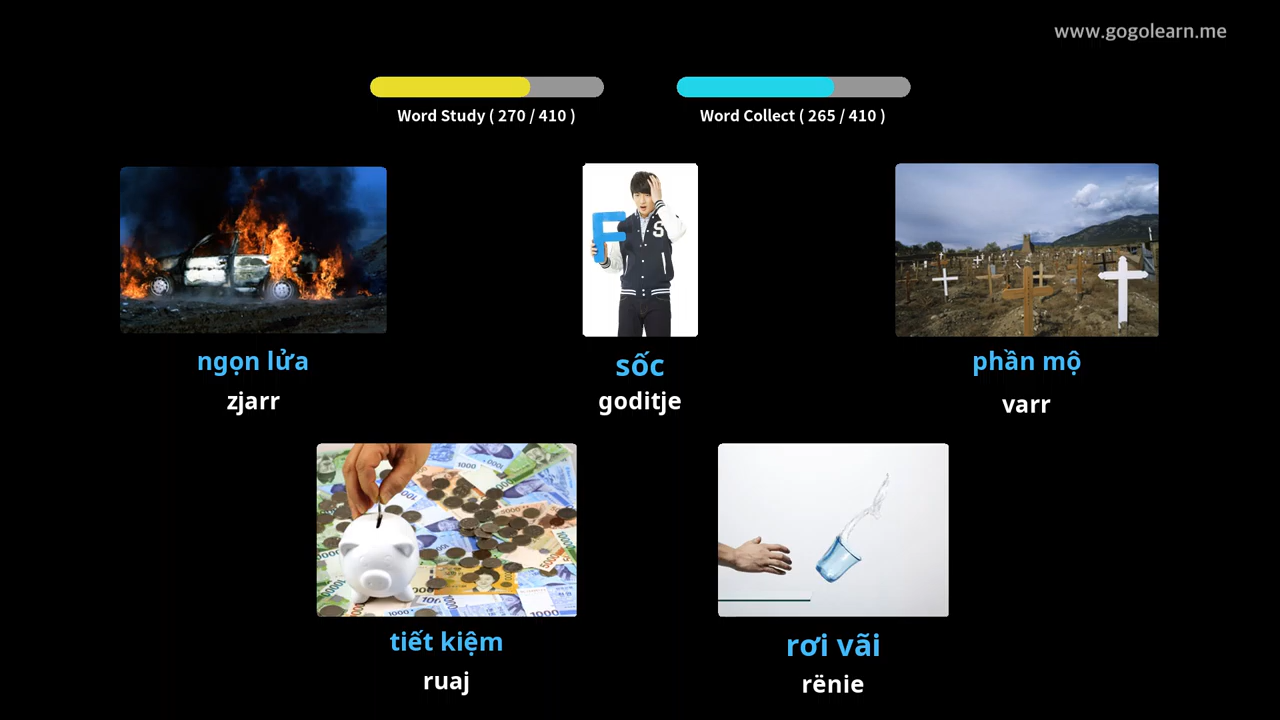 www.gogolearn.me
Word Study ( 270 / 410 )
Word Collect ( 265 / 410 )
F
S
ngọn lửa
zjarr
sốc
goditje
phần mộ
varr
tiết kiệm
ruaj
rơi vãi
rënie